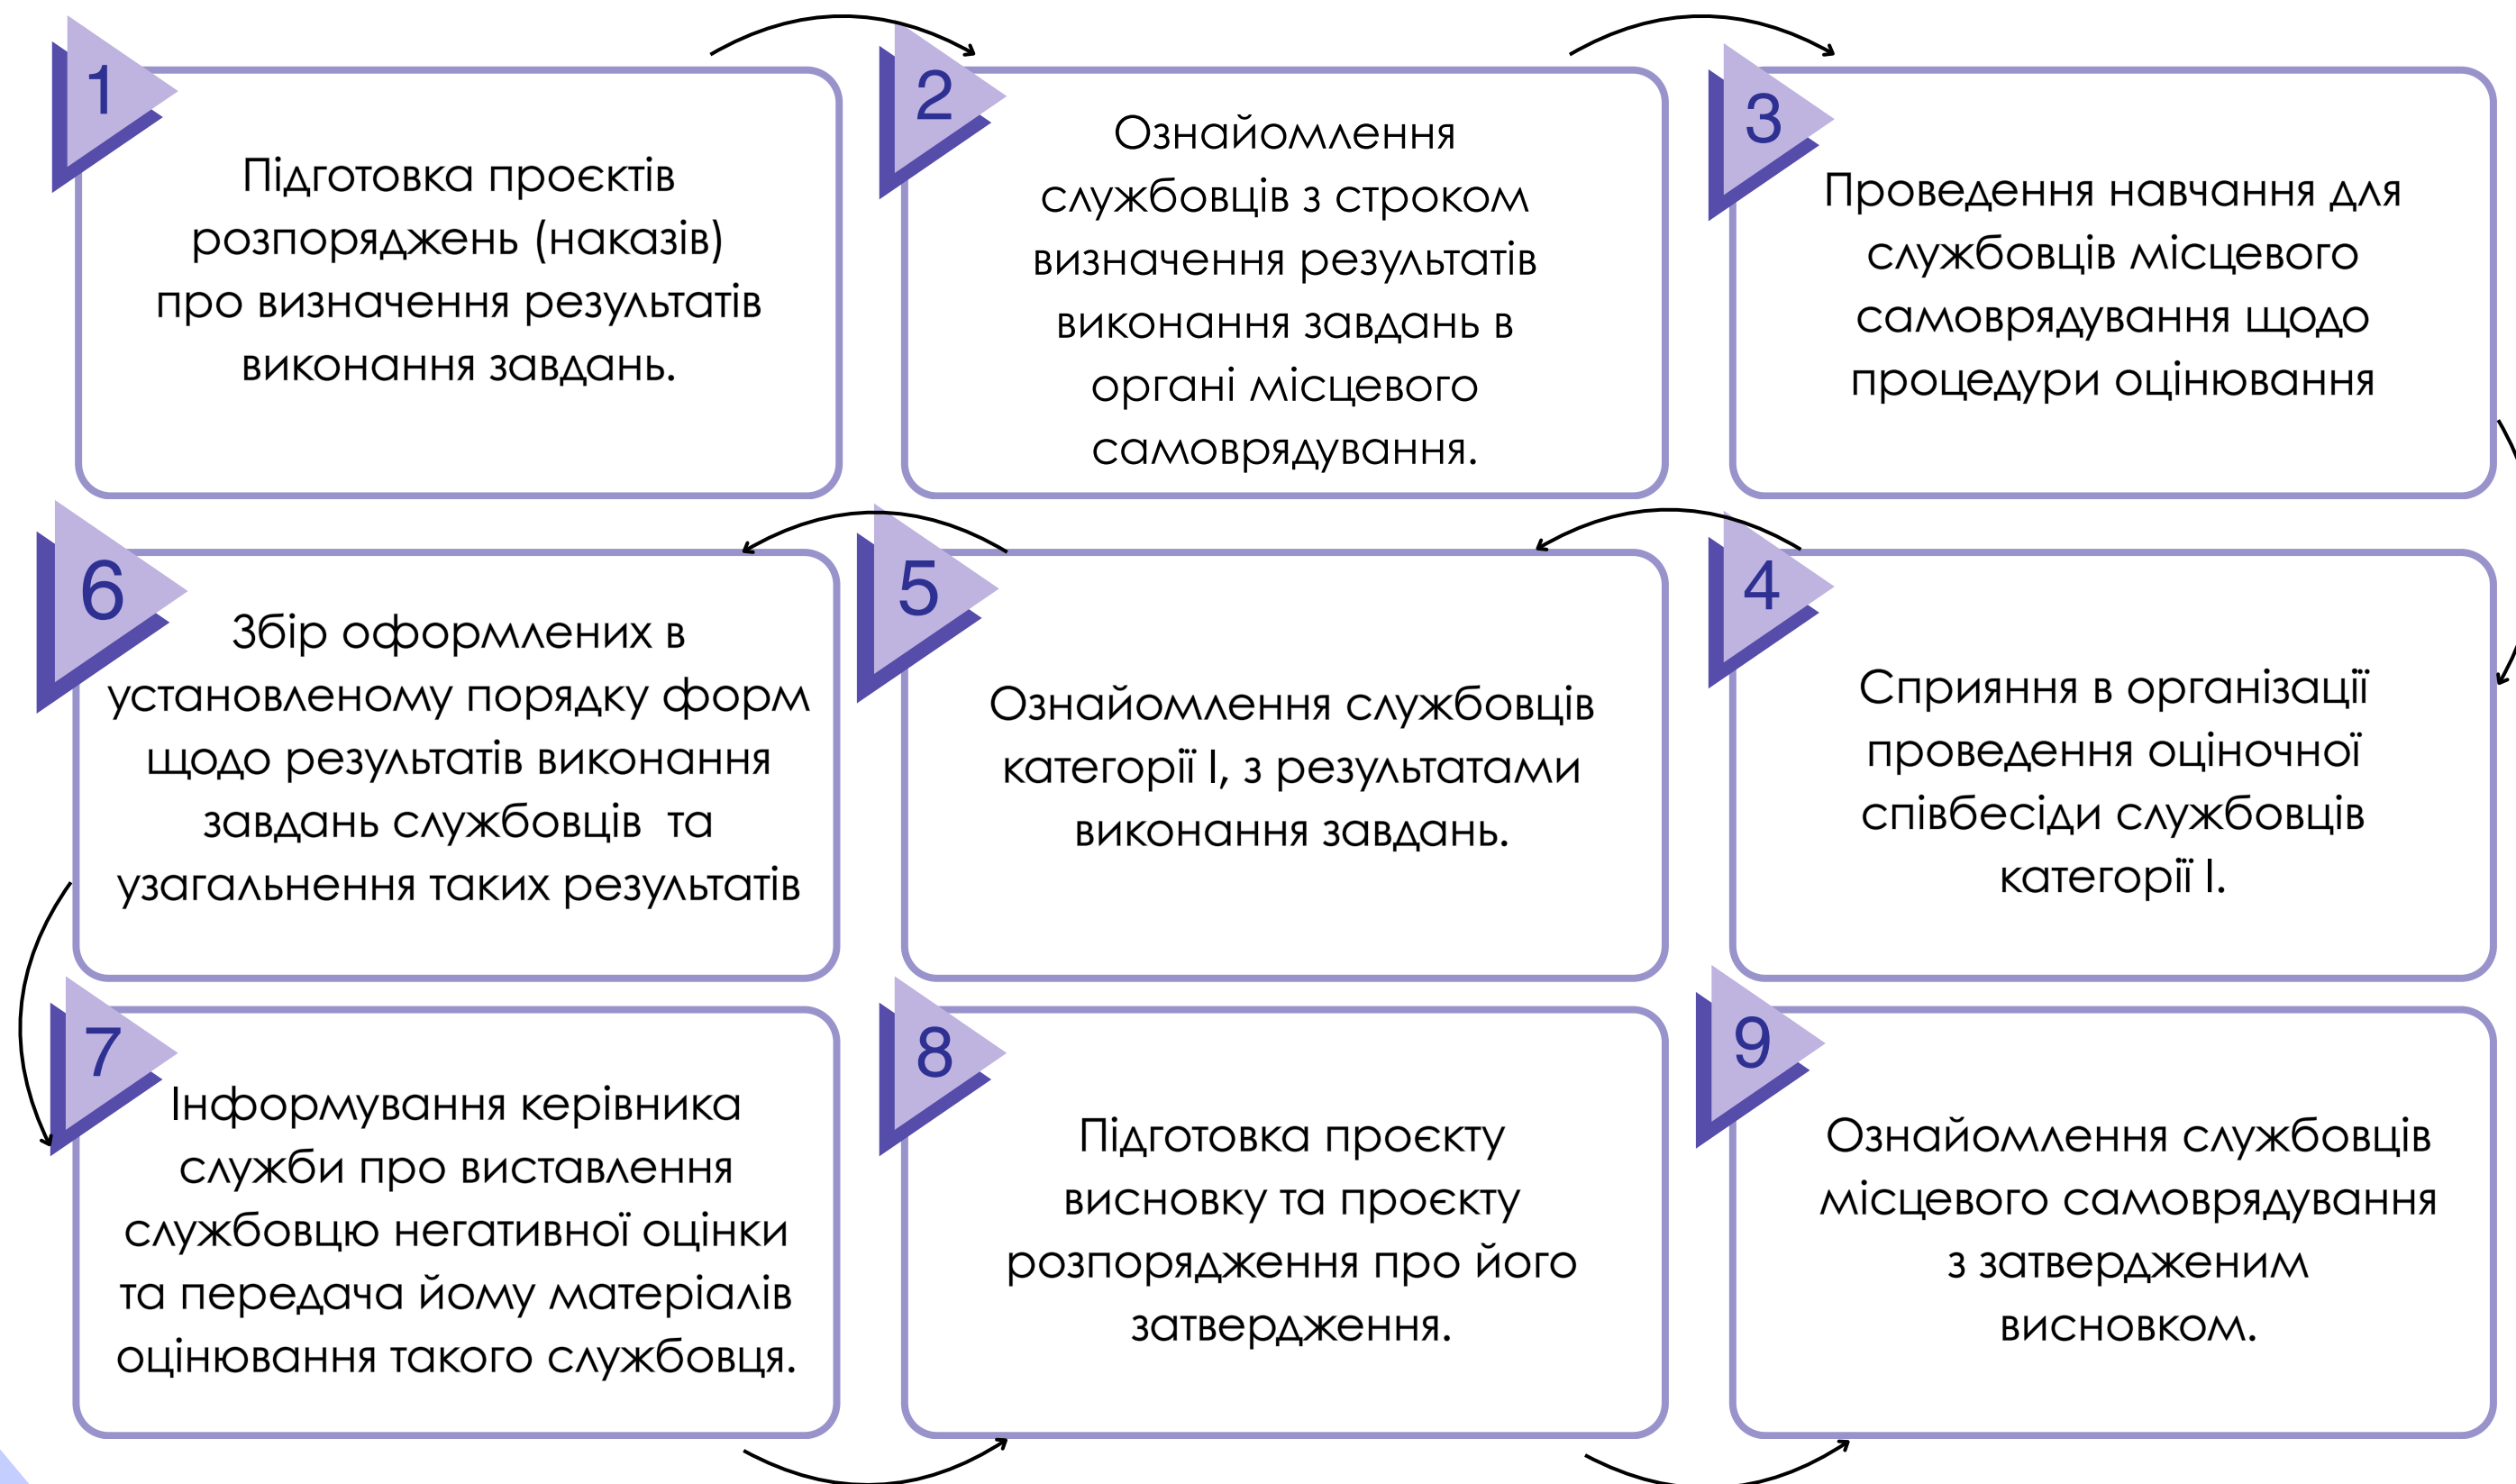 1
Підготовка проєктів
розпоряджень (наказів)
про визначення результатів
виконання завдань.
2
Ознайомлення
службовців з строком
визначення результатів
виконання завдань в
органі місцевого
самоврядування.
3
Проведення навчання для
службовців місцевого
самоврядування щодо
процедури оцінювання
4
Сприяння в організації
проведення оціночної
співбесіди службовців
категорії І.
5
Ознайомлення службовців
категорії І, з результатами
виконання завдань.
6
Збір оформлених в
установленому порядку форм
щодо результатів виконання
завдань службовців та
узагальнення таких результатів
7
Інформування керівника
служби про виставлення
службовцю негативної оцінки
та передача йому матеріалів
оцінювання такого службовця.
8
Підготовка проєкту
висновку та проєкту
розпорядження про його
затвердження.
9
Ознайомлення службовців
місцевого самоврядування
з затвердженим
висновком.